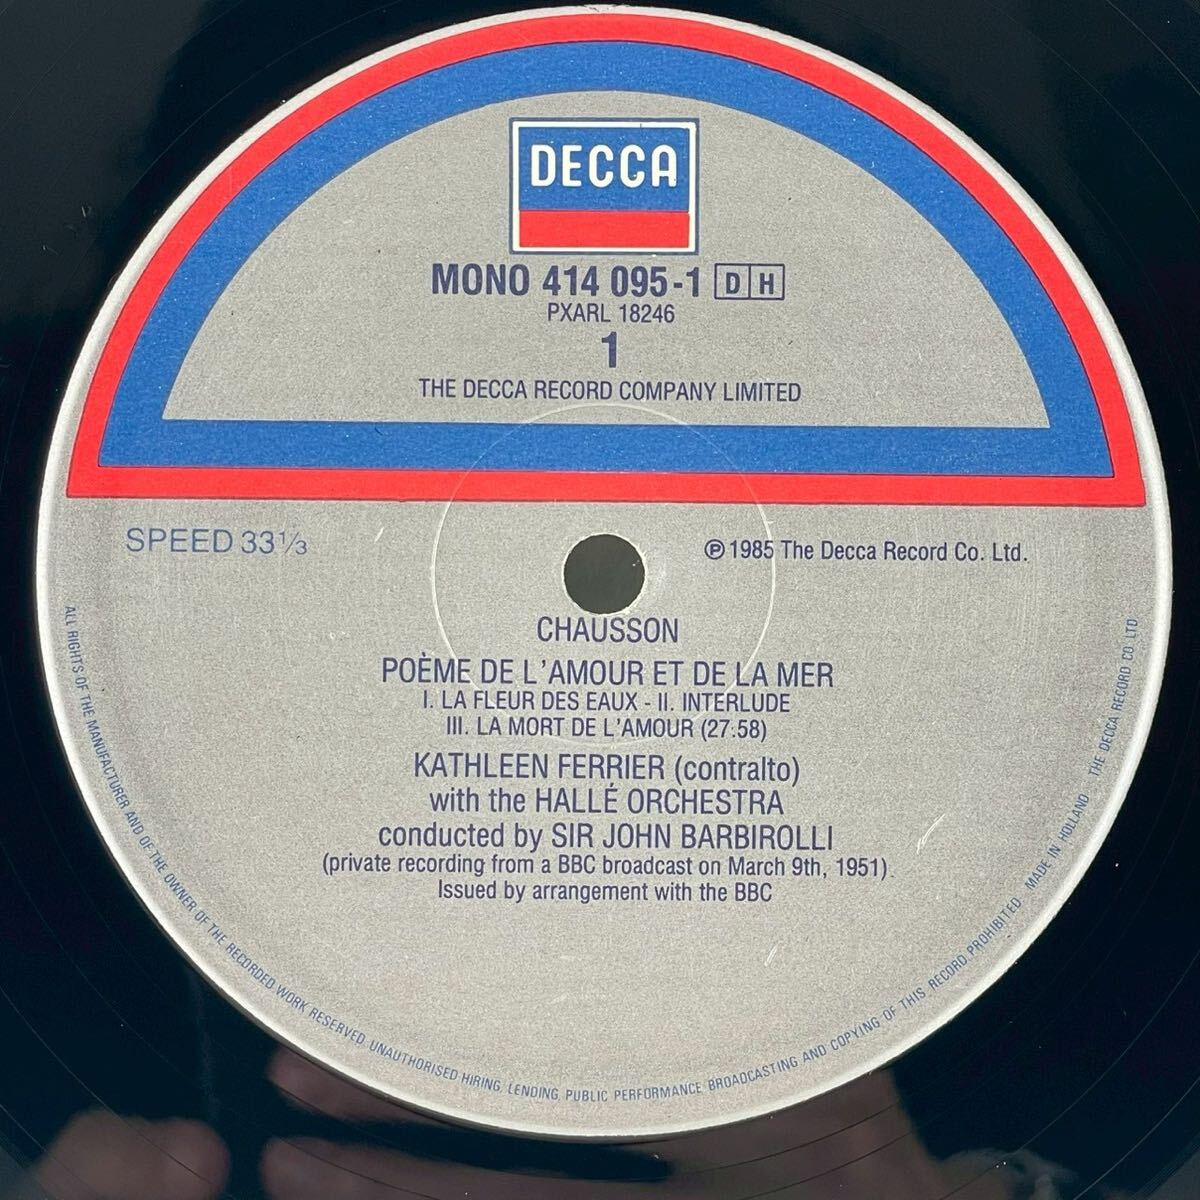 DECCA
MONO 414 095-1 D H
PXARL 18246
1
THE DECCA RECORD COMPANY LIMITED
SPEED 33⅓
℗ 1985 The Decca Record Co. Ltd.
CHAUSSON
POÈME DE L'AMOUR ET DE LA MER
I. LA FLEUR DES EAUX - II. INTERLUDE
III. LA MORT DE L'AMOUR (27.58)
KATHLEEN FERRIER (contralto)
with the HALLÉ ORCHESTRA
conducted by SIR JOHN BARBIROLLI
(private recording from a BBC broadcast on March 9th, 1951).
Issued by arrangement with the BBC
ALL RIGHTS OF THE MANUFACTURER AND OF THE OWNER OF THE RECORDED WORK RESERVED. UNAUTHORISED HIRING, LENDING, PUBLIC PERFORMANCE, BROADCASTING AND COPYING OF THIS RECORD PROHIBITED MADE IN HOLLAND THE DECCA RECORD CO. LTD